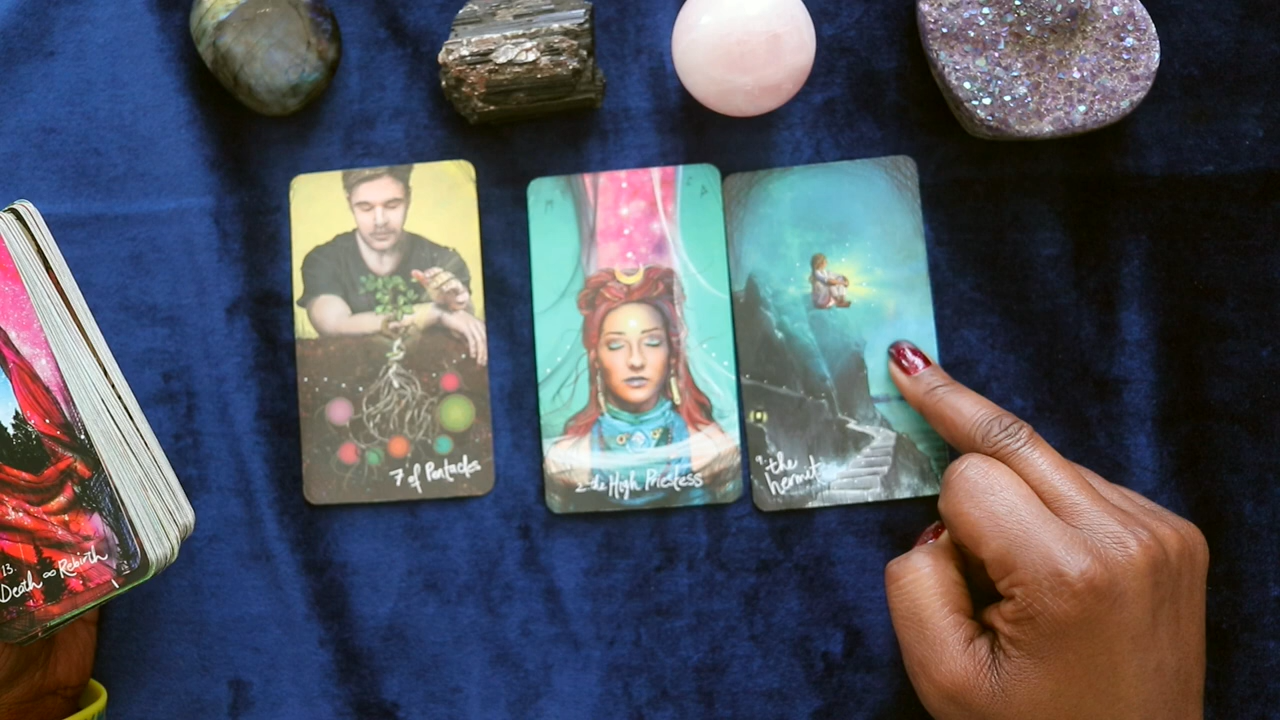 7 of Pentacles
2 the High Priestess
9. the
hermit
13.
Death ∞ Rebirth